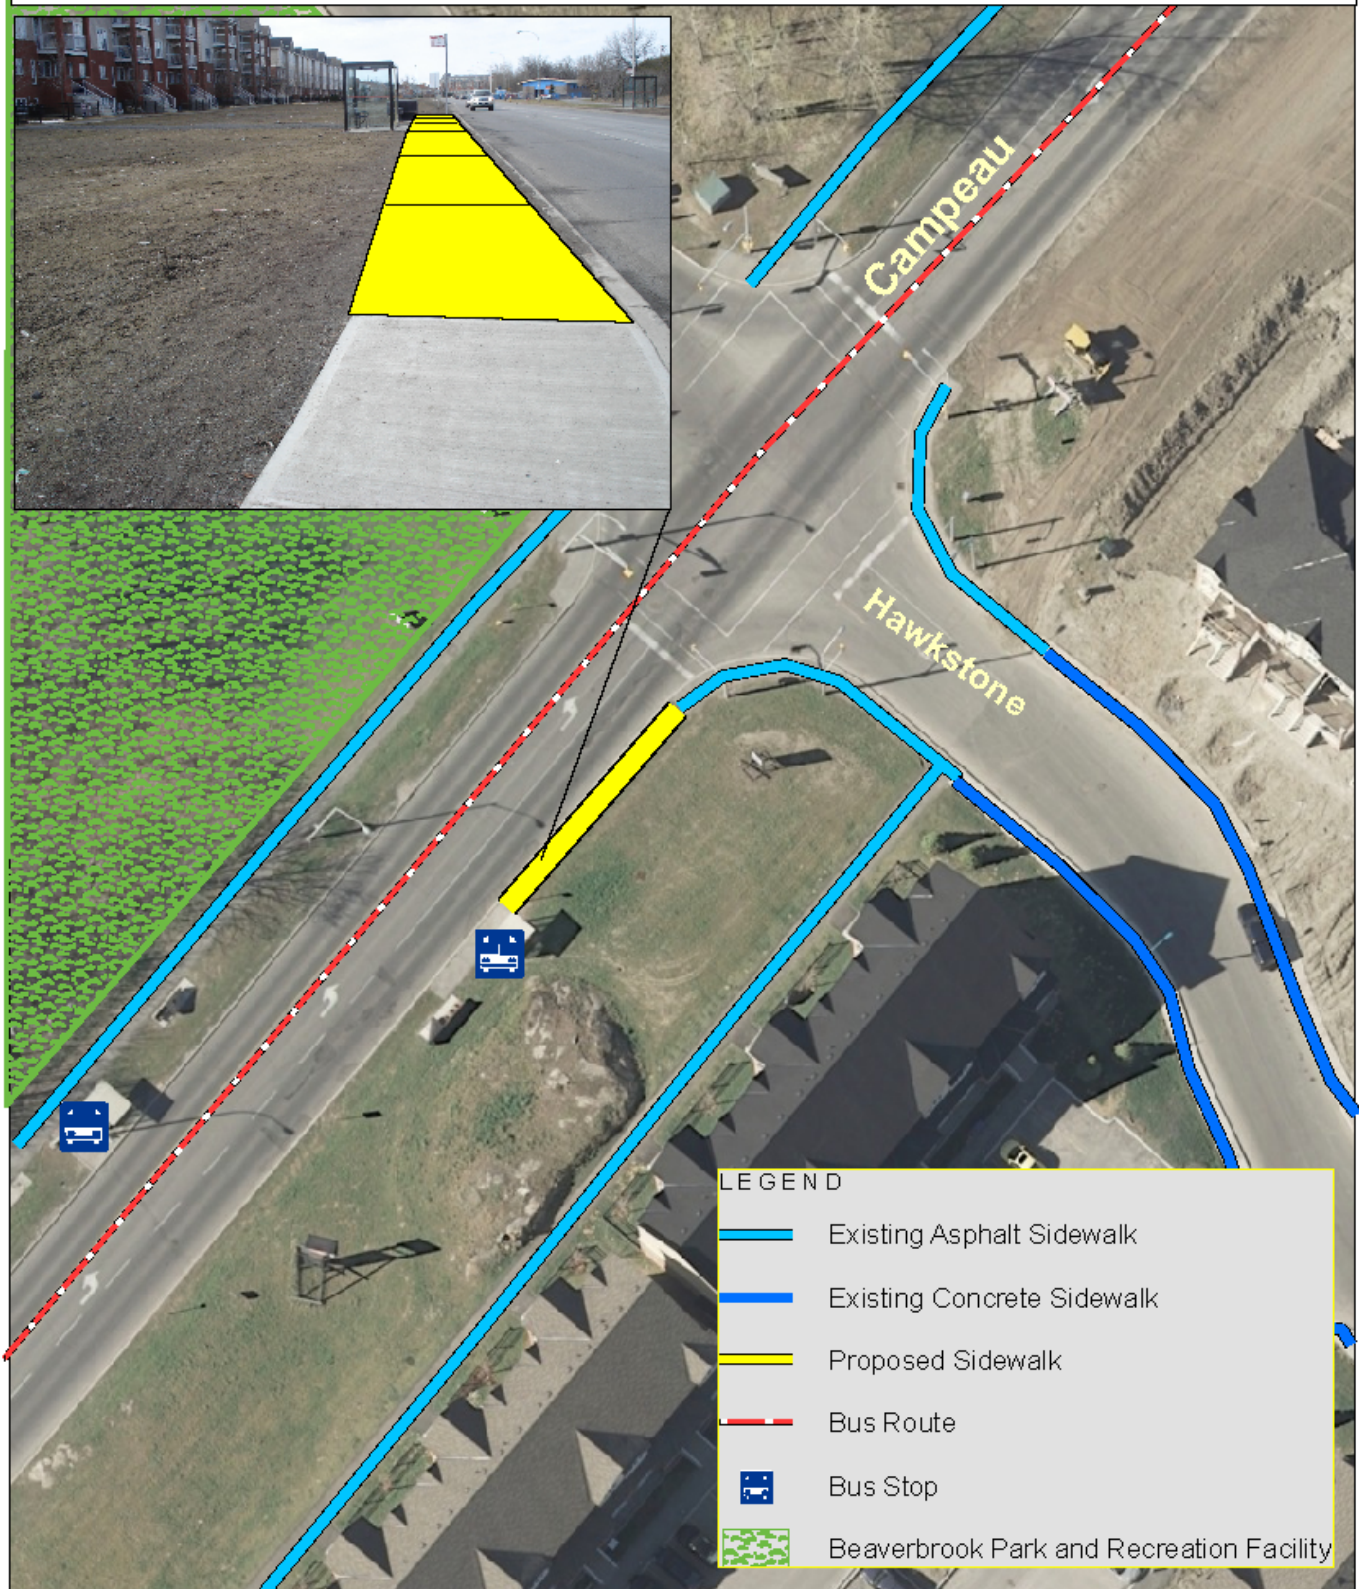 Campeau
Hawkstone
LEGEND
Existing Asphalt Sidewalk
Existing Concrete Sidewalk
Proposed Sidewalk
Bus Route
Bus Stop
Beaverbrook Park and Recreation Facility